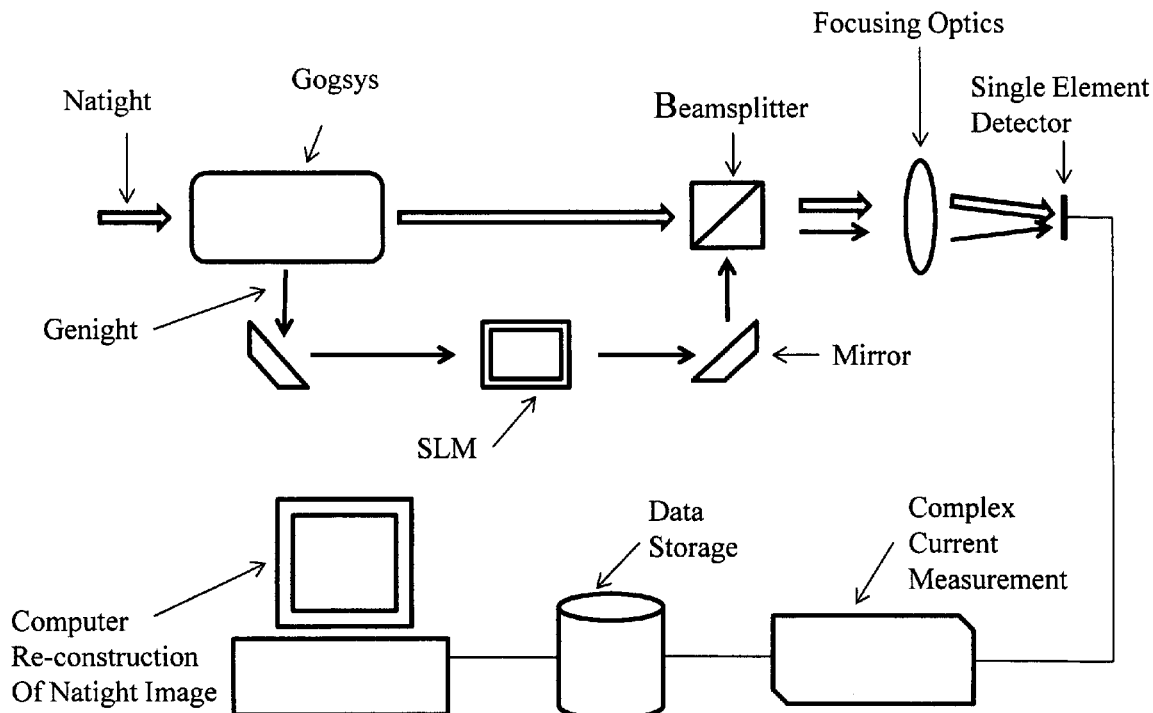 Focusing Optics
Gogsys
Natight
Single Element
Detector
Beamsplitter
Genight
Mirror
SLM
Data
Storage
Complex
Current
Measurement
Computer
Re-construction
Of Natight Image